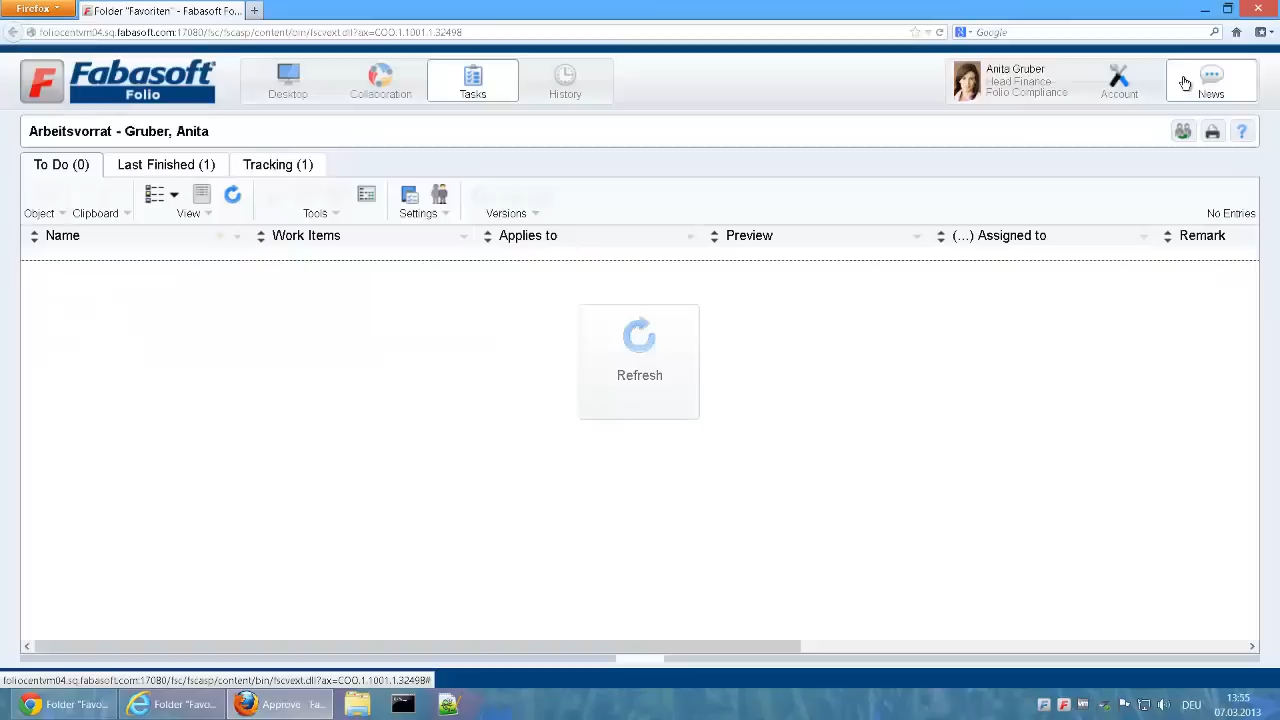 Firefox
Folder "Favoriten" - Fabasoft Fo...
foliocentvm04.sq.fabasoft.com:17080/fsc/fscasp/content/bin/fscvext.dll?ax=COO.1.1001.1.32498
Google
Fabasoft
Folio
Desktop
Collaboration
Tasks
History
Anita Gruber
Head Finance
Folio Compliance
Account
News
Arbeitsvorrat - Gruber, Anita
To Do (0)
Last Finished (1)
Tracking (1)
Object
Clipboard
View
Tools
Settings
Versions
No Entries
Name
Work Items
Applies to
Preview
(...) Assigned to
Remark
Refresh
foliocentvm04.sq.fabasoft.com:17080/fsc/fscasp/content/bin/fscvext.dll?ax=COO.1.1001.1.32498#
Folder "Favo...
Folder "Favo...
Approve - Fa...
DEU
13:55
07.03.2013